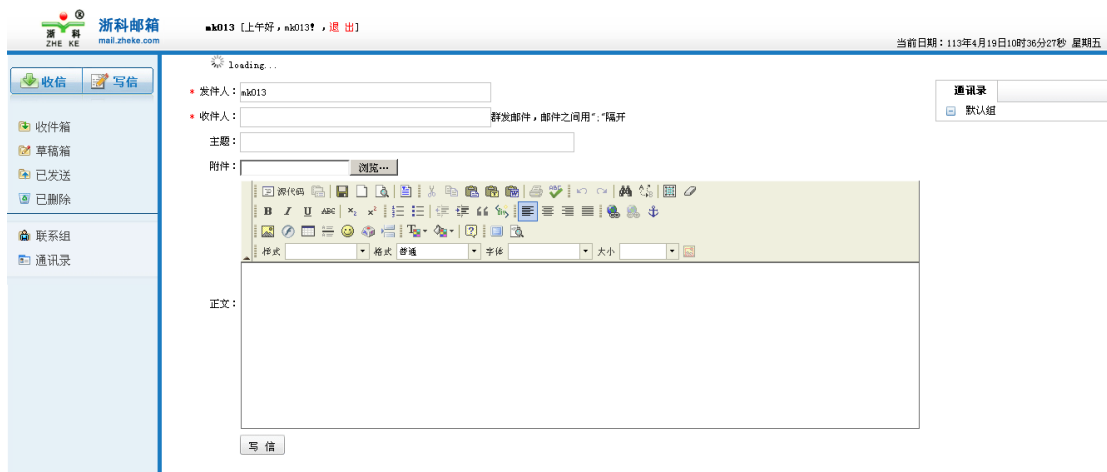 ®
浙 科
ZHE KE
浙科邮箱
mail.zheke.com
mk013 [上午好，mk013! ，退 出]
当前日期：113年4月19日10时36分27秒 星期五
收信
写信
收件箱
草稿箱
已发送
已删除
联系组
通讯录
loading...
* 发件人：mk013
* 收件人： 群发邮件，邮件之间用";"隔开
主题：
附件： 浏览…
源代码
B I U ABC x₂ x²
样式 格式 普通 字体 大小
正文：
写 信
通讯录
默认组